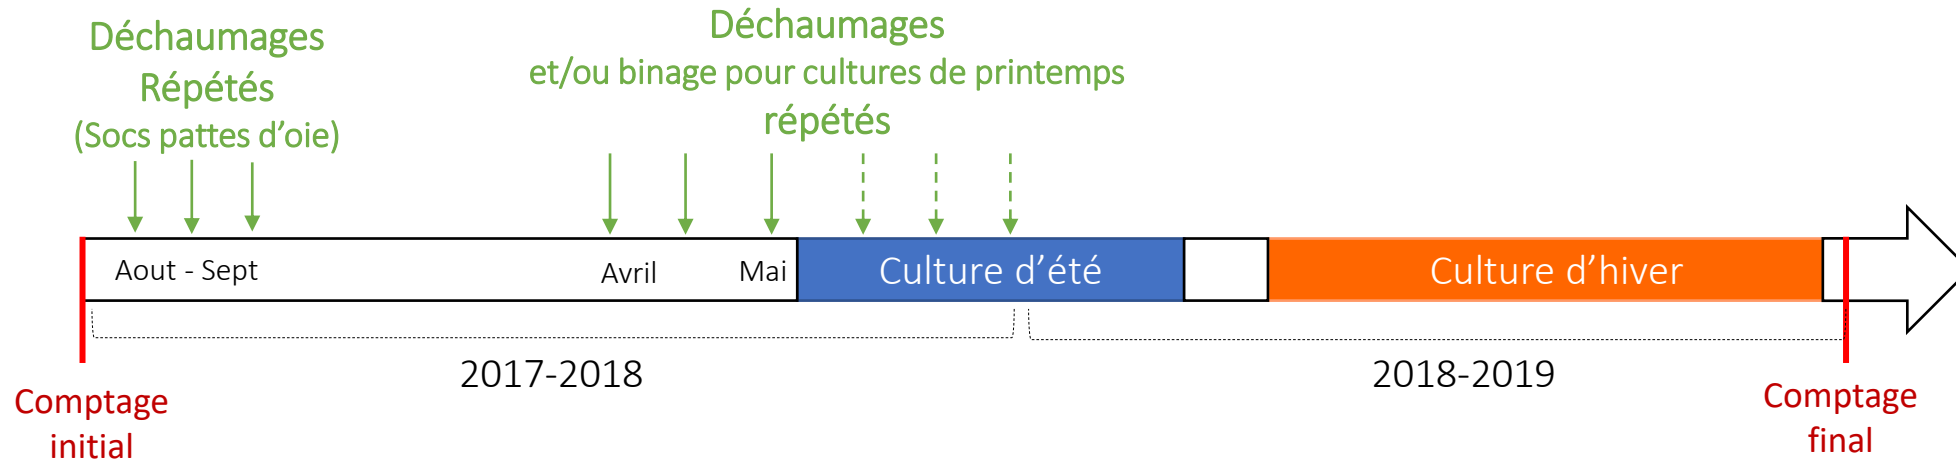 Déchaumages
Répétés
(Socs pattes d'oie)
Déchaumages
et/ou binage pour cultures de printemps
répétés
Aout - Sept
Avril
Mai
Culture d'été
Culture d'hiver
2017-2018
2018-2019
Comptage
initial
Comptage
final